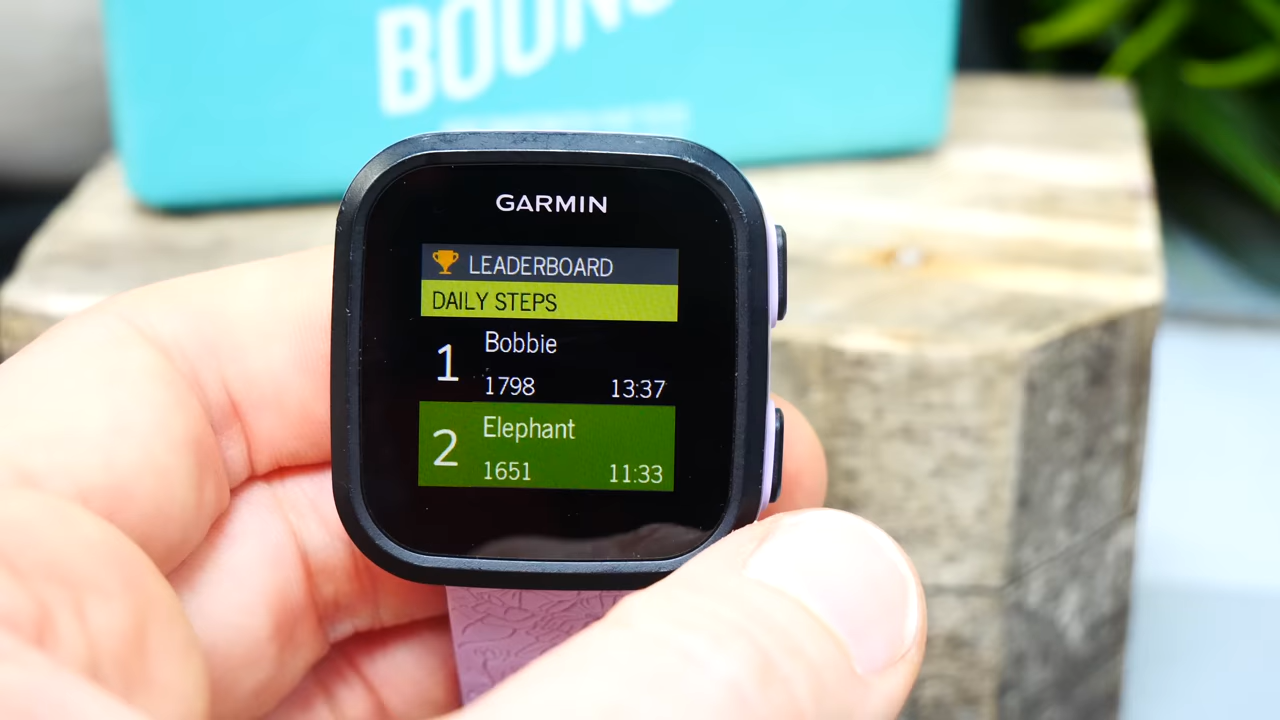 GARMIN
LEADERBOARD
DAILY STEPS
1 Bobbie
1798 13:37
2 Elephant
1651 11:33